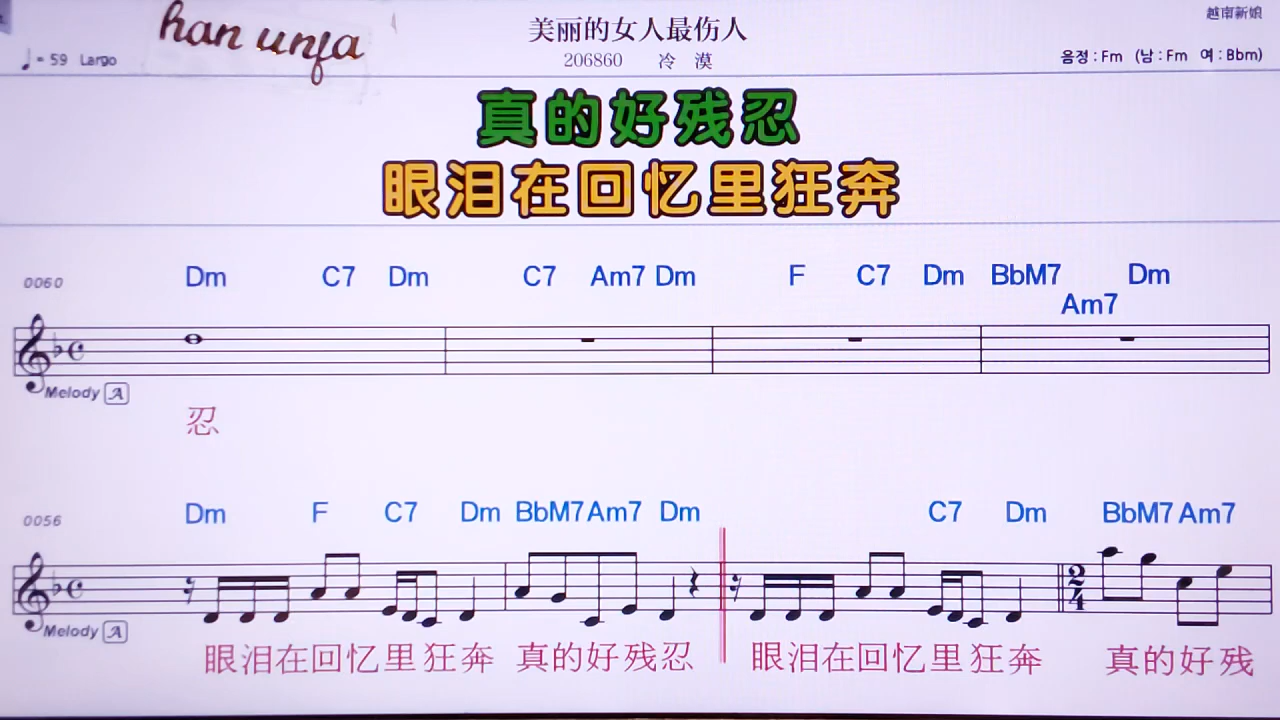 han unja
美丽的女人最伤人
越南新娘
♩= 59 Largo
206860 冷 漠
음정 : Fm (남 : Fm 여 : Bbm)
真的好残忍
眼泪在回忆里狂奔
0060 Dm C7 Dm C7 Am7 Dm F C7 Dm BbM7 Am7 Dm
Melody A
忍
0056 Dm F C7 Dm BbM7 Am7 Dm C7 Dm BbM7 Am7
2
4
Melody A
眼泪在回忆里狂奔 真的好残忍 眼泪在回忆里狂奔 真的好残